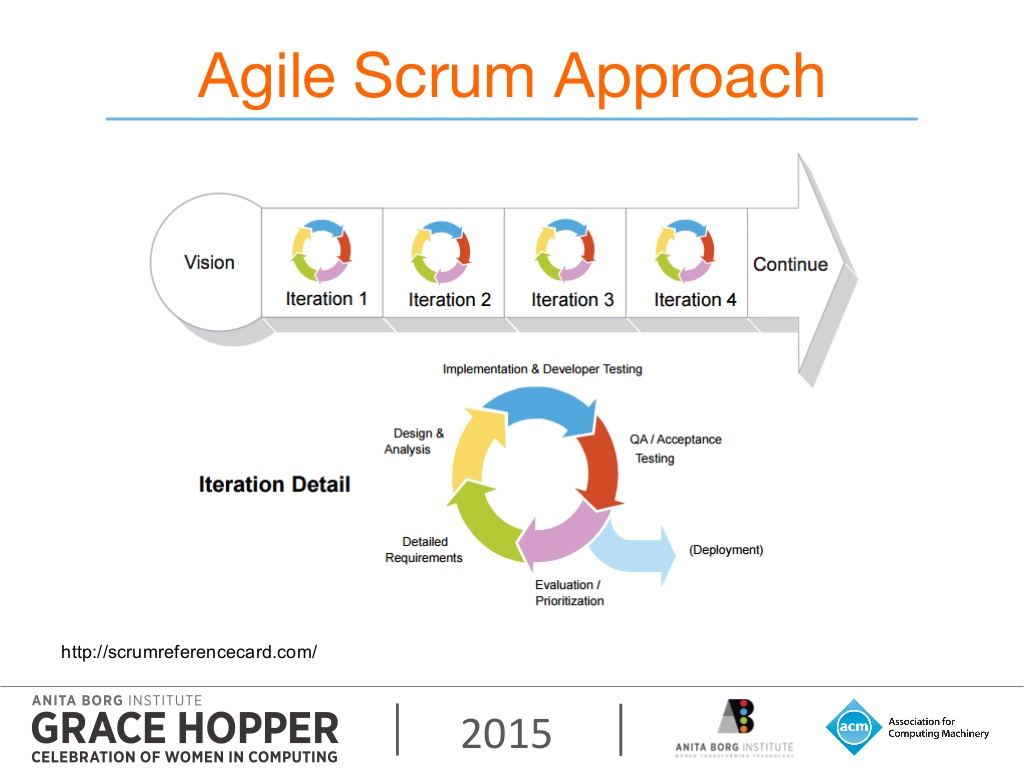 Agile Scrum Approach
Vision
Iteration 1
Iteration 2
Iteration 3
Iteration 4
Continue
Implementation & Developer Testing
Design &
Analysis
QA / Acceptance
Testing
Iteration Detail
Detailed
Requirements
(Deployment)
Evaluation /
Prioritization
http://scrumreferencecard.com/
ANITA BORG INSTITUTE
GRACE HOPPER
CELEBRATION OF WOMEN IN COMPUTING
2015
ANITA BORG INSTITUTE
WOMEN TRANSFORMING TECHNOLOGY
acm
Association for
Computing Machinery